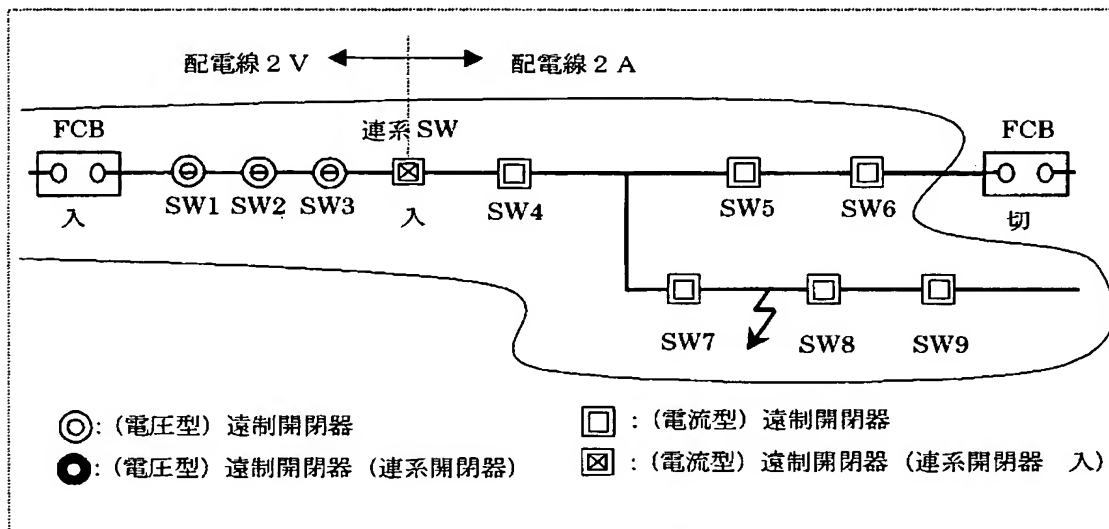 配電線２Ｖ
配電線２Ａ
FCB
連系 SW
FCB
入
SW1
SW2
SW3
入
SW4
SW5
SW6
切
SW7
SW8
SW9
：（電圧型）遠制開閉器
：（電流型）遠制開閉器
：（電圧型）遠制開閉器（連系開閉器）
：（電流型）遠制開閉器（連系開閉器　入）